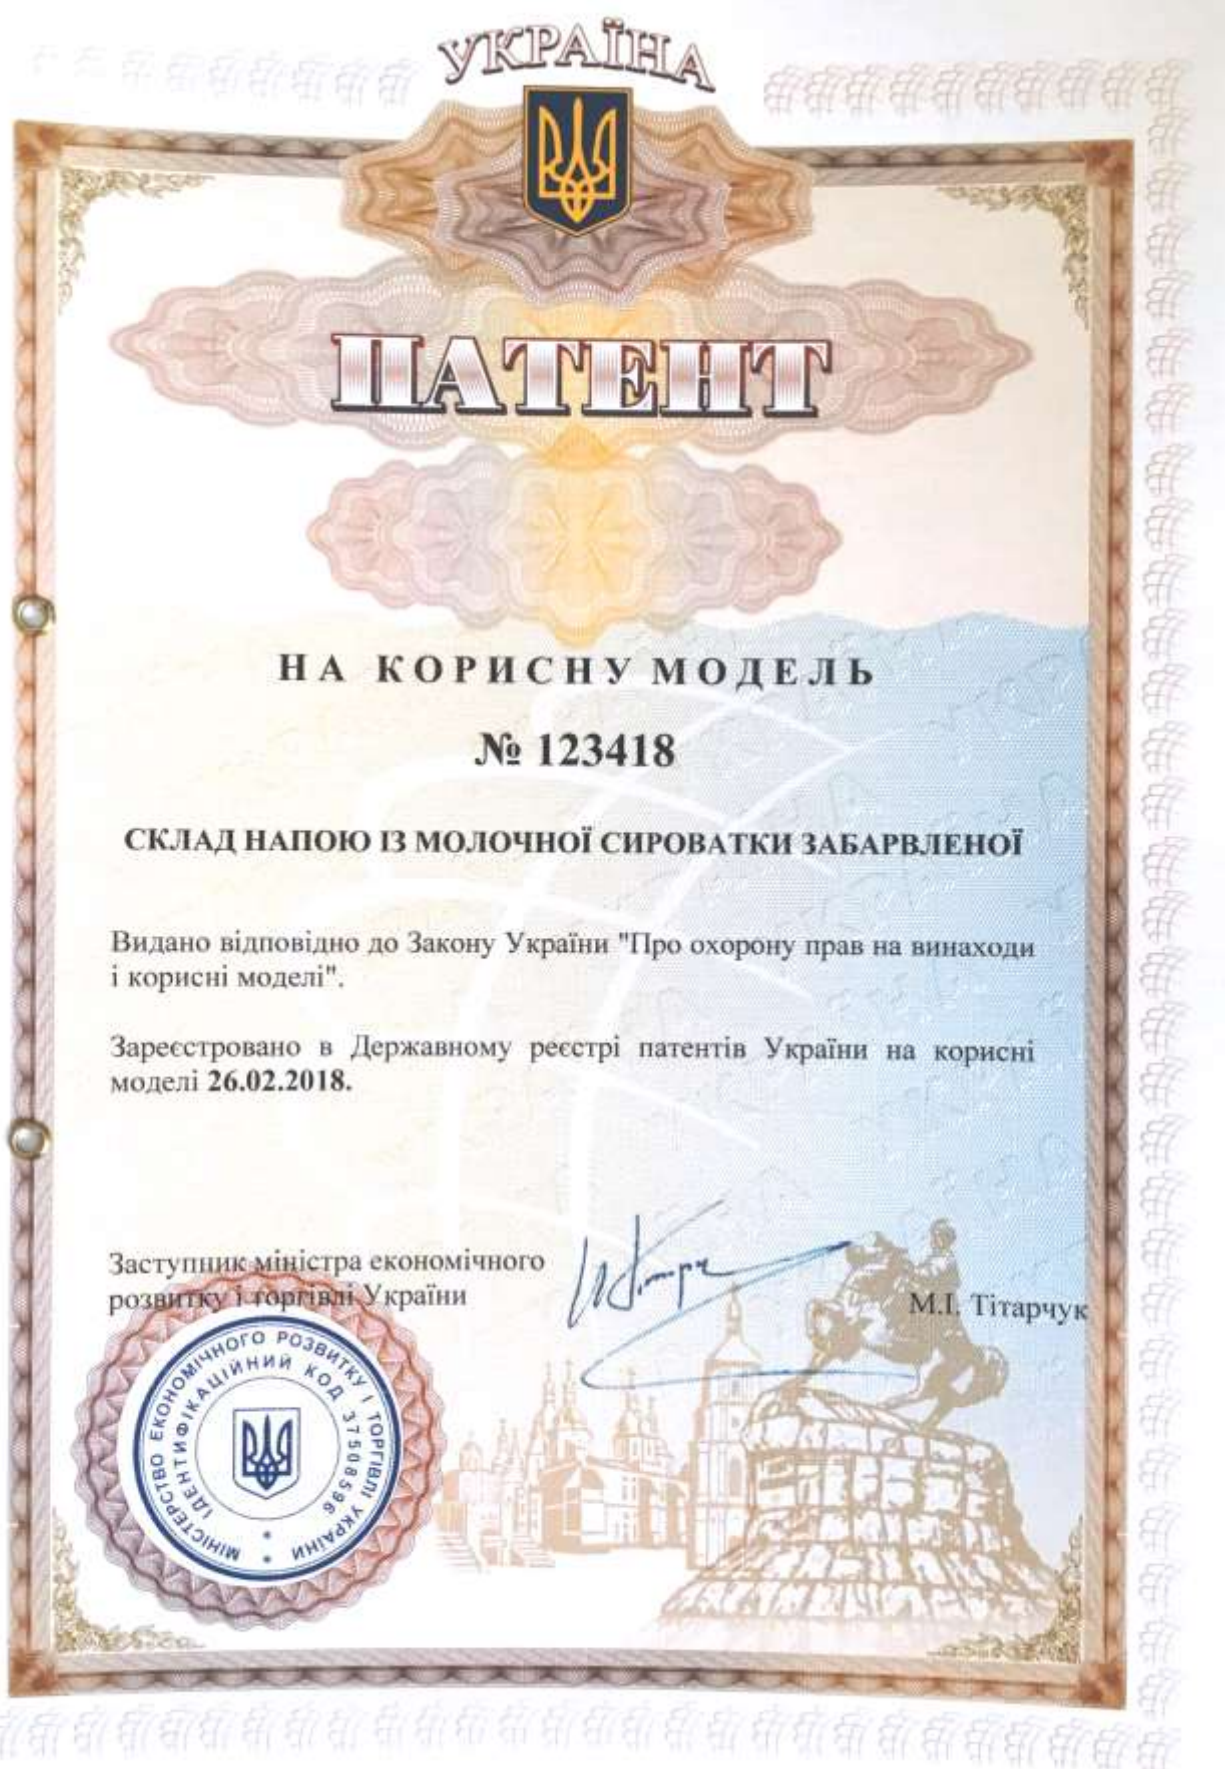 УКРАЇНА
ПАТЕНТ
НА КОРИСНУ МОДЕЛЬ
№ 123418
СКЛАД НАПОЮ ІЗ МОЛОЧНОЇ СИРОВАТКИ ЗАБАРВЛЕНОЇ
Видано відповідно до Закону України "Про охорону прав на винаходи
і корисні моделі".
Зареєстровано в Державному реєстрі патентів України на корисні
моделі 26.02.2018.
Заступник міністра економічного
розвитку і торгівлі України
М.І. Тітарчук
МІНІСТЕРСТВО ЕКОНОМІЧНОГО РОЗВИТКУ І ТОРГІВЛІ УКРАЇНИ *
ІДЕНТИФІКАЦІЙНИЙ КОД 37508596 *